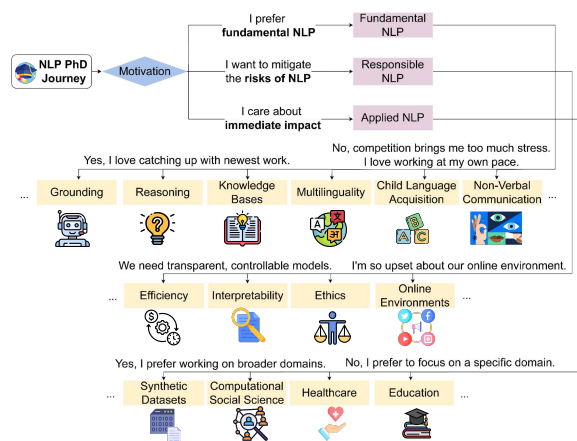 NLP PhD
Journey
Motivation
I prefer
fundamental NLP
Fundamental
NLP
I want to mitigate
the risks of NLP
Responsible
NLP
I care about
immediate impact
Applied NLP
No, competition brings me too much stress.
I love working at my own pace.
Yes, I love catching up with newest work.
...
Grounding
Reasoning
Knowledge
Bases
Multilinguality
Child Language
Acquisition
Non-Verbal
Communication
...
A
文
A
B
C
We need transparent, controllable models.
I'm so upset about our online environment.
...
Efficiency
Interpretability
Ethics
Online
Environments
...
$
f
Yes, I prefer working on broader domains.
No, I prefer to focus on a specific domain.
...
Synthetic
Datasets
Computational
Social Science
Healthcare
Education
...